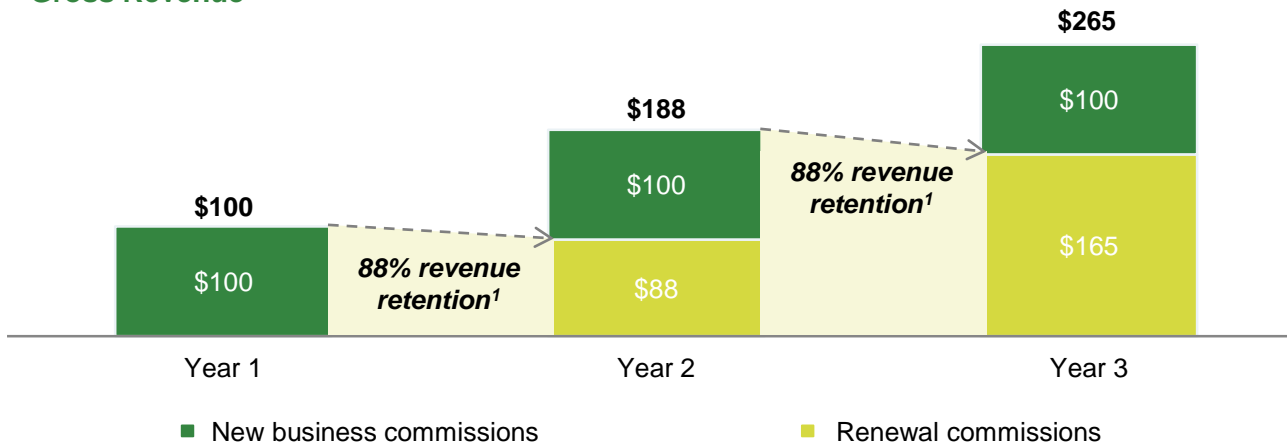 $265
$100
$188
88% revenue
retention¹
$100
$100
$165
88% revenue
retention¹
$100
$88
Year 1
Year 2
Year 3
New business commissions
Renewal commissions